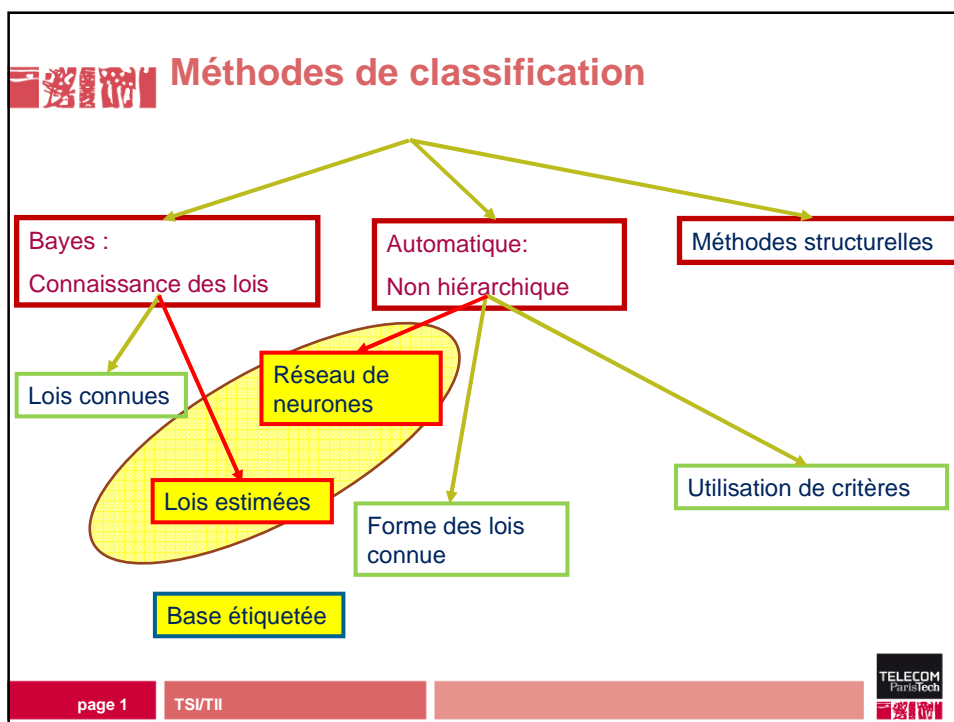 Méthodes de classification
Bayes :
Connaissance des lois
Automatique:
Non hiérarchique
Méthodes structurelles
Lois connues
Réseau de
neurones
Lois estimées
Forme des lois
connue
Utilisation de critères
Base étiquetée
page 1
TSI/TII
TELECOM
ParisTech